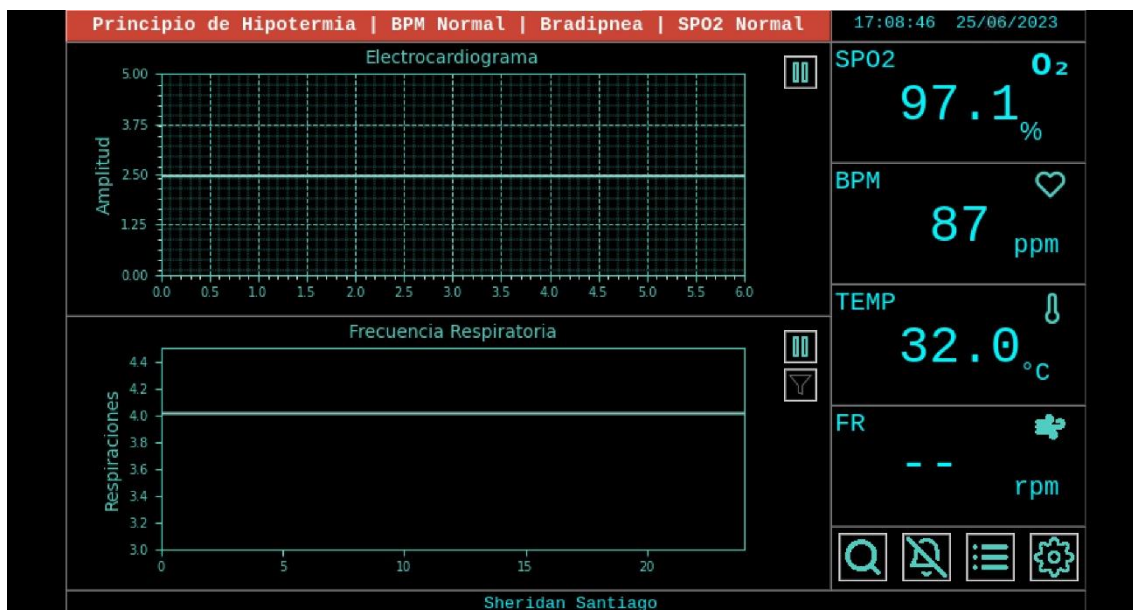 Principio de Hipotermia | BPM Normal | Bradipnea | SPO2 Normal
17:08:46 25/06/2023
Electrocardiograma
Amplitud
5.00
3.75
2.50
1.25
0.00
0.0 0.5 1.0 1.5 2.0 2.5 3.0 3.5 4.0 4.5 5.0 5.5 6.0
Frecuencia Respiratoria
Respiraciones
4.4
4.2
4.0
3.8
3.6
3.4
3.2
3.0
0 5 10 15 20
SPO2 O₂
97.1 %
BPM
87 ppm
TEMP
32.0 °C
FR
-- rpm
Sheridan Santiago